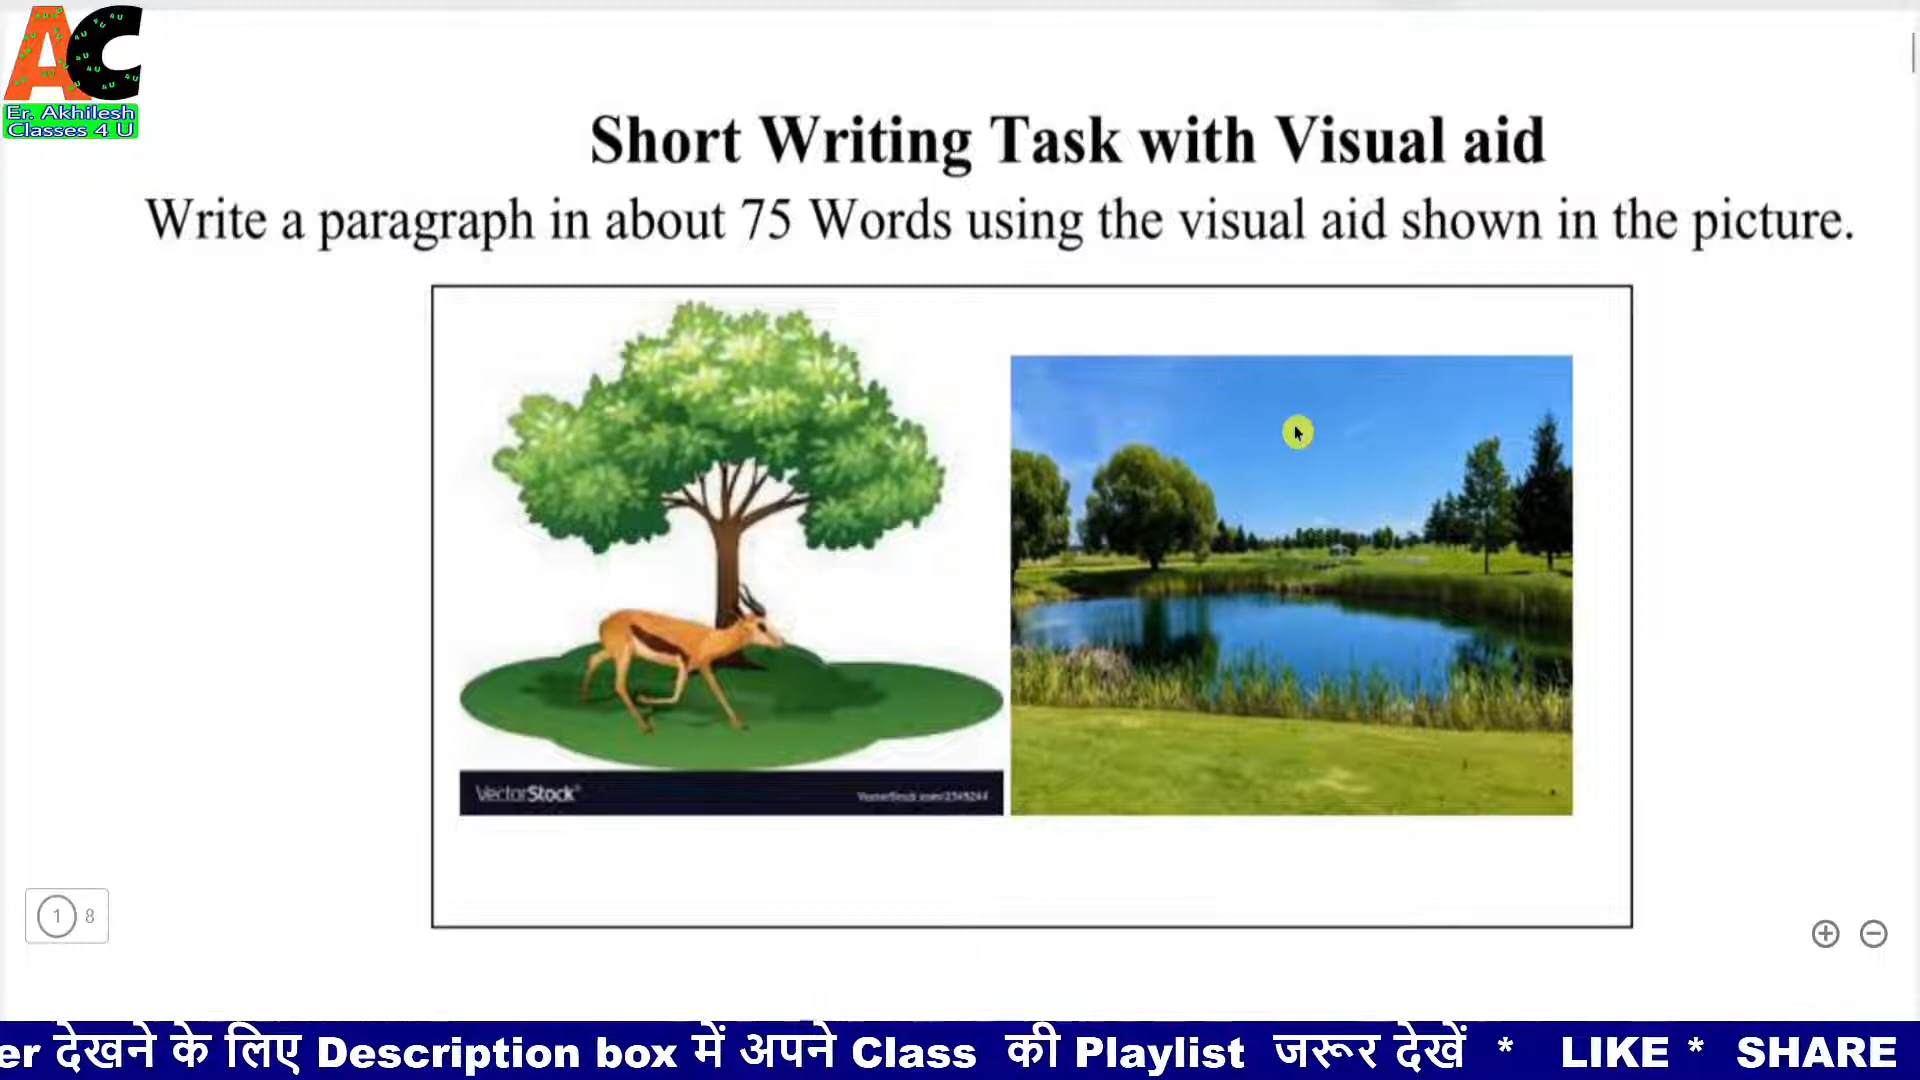 AC
Er. Akhilesh
Classes 4 U
Short Writing Task with Visual aid
Write a paragraph in about 75 Words using the visual aid shown in the picture.
VectorStock®
1 8
er देखने के लिए Description box में अपने Class की Playlist जरूर देखें * LIKE * SHARE